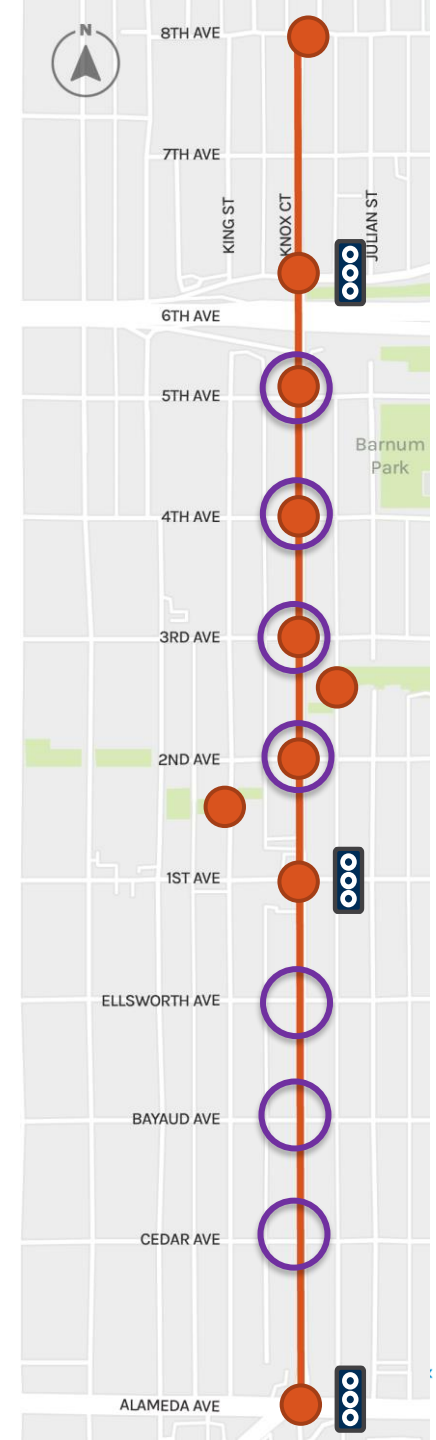 N
8TH AVE
7TH AVE
KING ST
KNOX CT
JULIAN ST
6TH AVE
5TH AVE
Barnum
Park
4TH AVE
3RD AVE
2ND AVE
1ST AVE
ELLSWORTH AVE
BAYAUD AVE
CEDAR AVE
ALAMEDA AVE